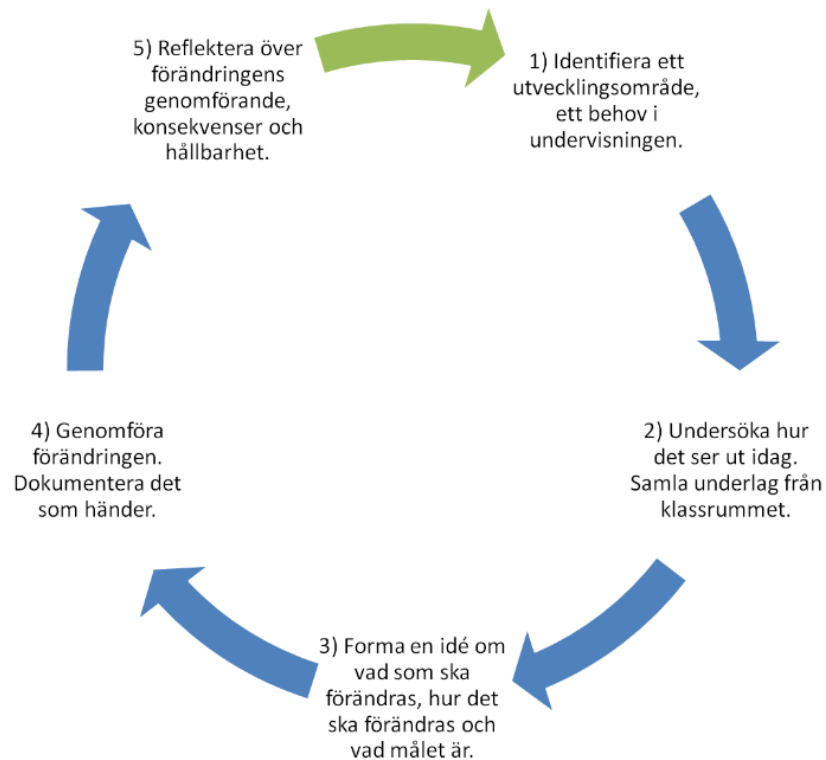 1) Identifiera ett
utvecklingsområde,
ett behov i
undervisningen.
2) Undersöka hur
det ser ut idag.
Samla underlag från
klassrummet.
3) Forma en idé om
vad som ska
förändras, hur det
ska förändras och
vad målet är.
4) Genomföra
förändringen.
Dokumentera det
som händer.
5) Reflektera över
förändringens
genomförande,
konsekvenser och
hållbarhet.